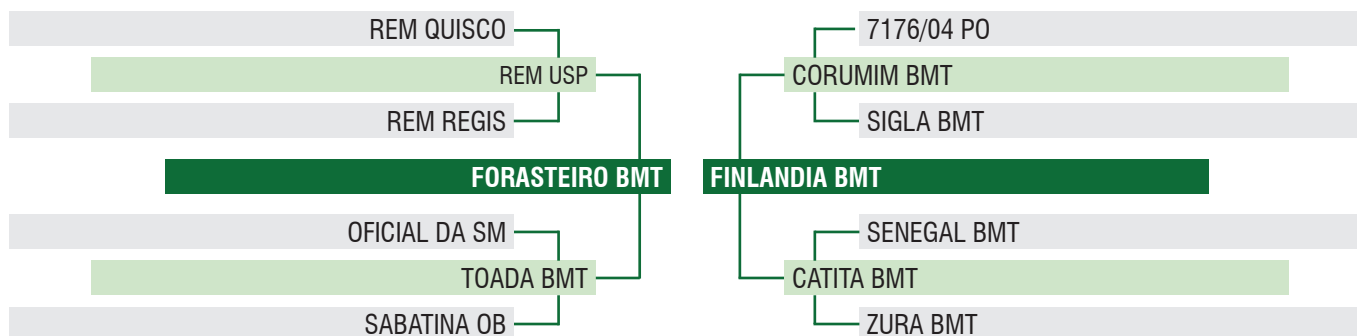 REM QUISCO
REM USP
REM REGIS
FORASTEIRO BMT
OFICIAL DA SM
TOADA BMT
SABATINA OB
7176/04 PO
CORUMIM BMT
SIGLA BMT
FINLANDIA BMT
SENEGAL BMT
CATITA BMT
ZURA BMT